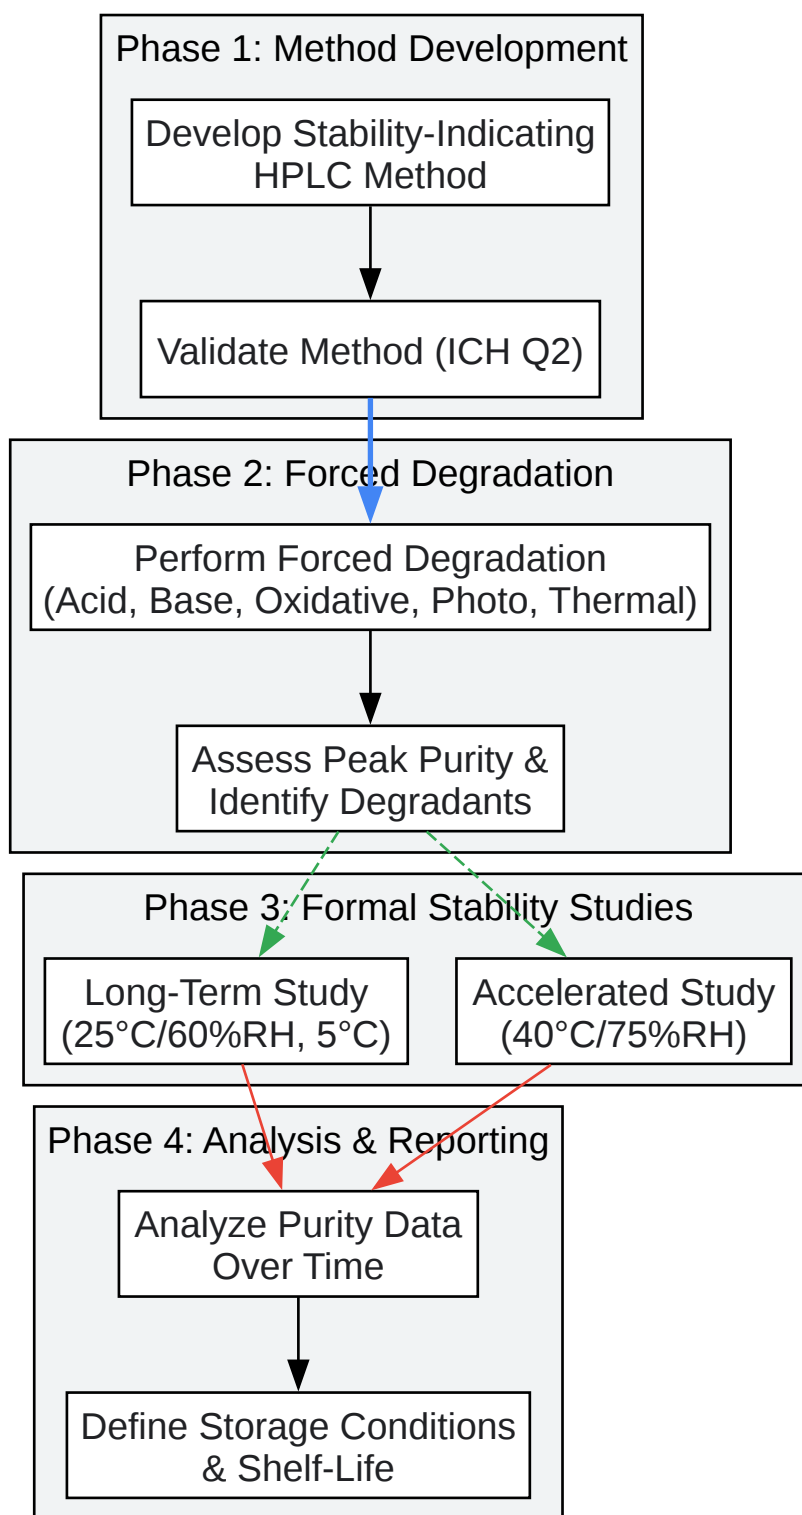 Phase 1: Method Development
Develop Stability-Indicating
HPLC Method
Validate Method (ICH Q2)
Phase 2: Forced Degradation
Perform Forced Degradation
(Acid, Base, Oxidative, Photo, Thermal)
Assess Peak Purity &
Identify Degradants
Phase 3: Formal Stability Studies
Long-Term Study
(25°C/60%RH, 5°C)
Accelerated Study
(40°C/75%RH)
Phase 4: Analysis & Reporting
Analyze Purity Data
Over Time
Define Storage Conditions
& Shelf-Life